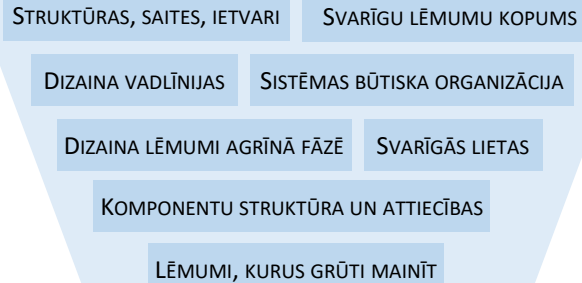 STRUKTŪRAS, SAITES, IETVARI
SVARĪGU LĒMUMU KOPUMS
DIZAINA VADLĪNIJAS
SISTĒMAS BŪTISKA ORGANIZĀCIJA
DIZAINA LĒMUMI AGRĪNĀ FĀZĒ
SVARĪGĀS LIETAS
KOMPONENTU STRUKTŪRA UN ATTIECĪBAS
LĒMUMI, KURUS GRŪTI MAINĪT